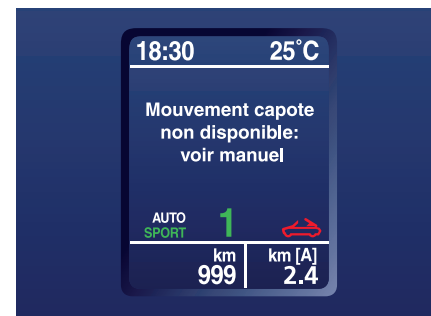 18:30 25°C
Mouvement capote
non disponible:
voir manuel
AUTO
SPORT 1
km km [A]
999 2.4